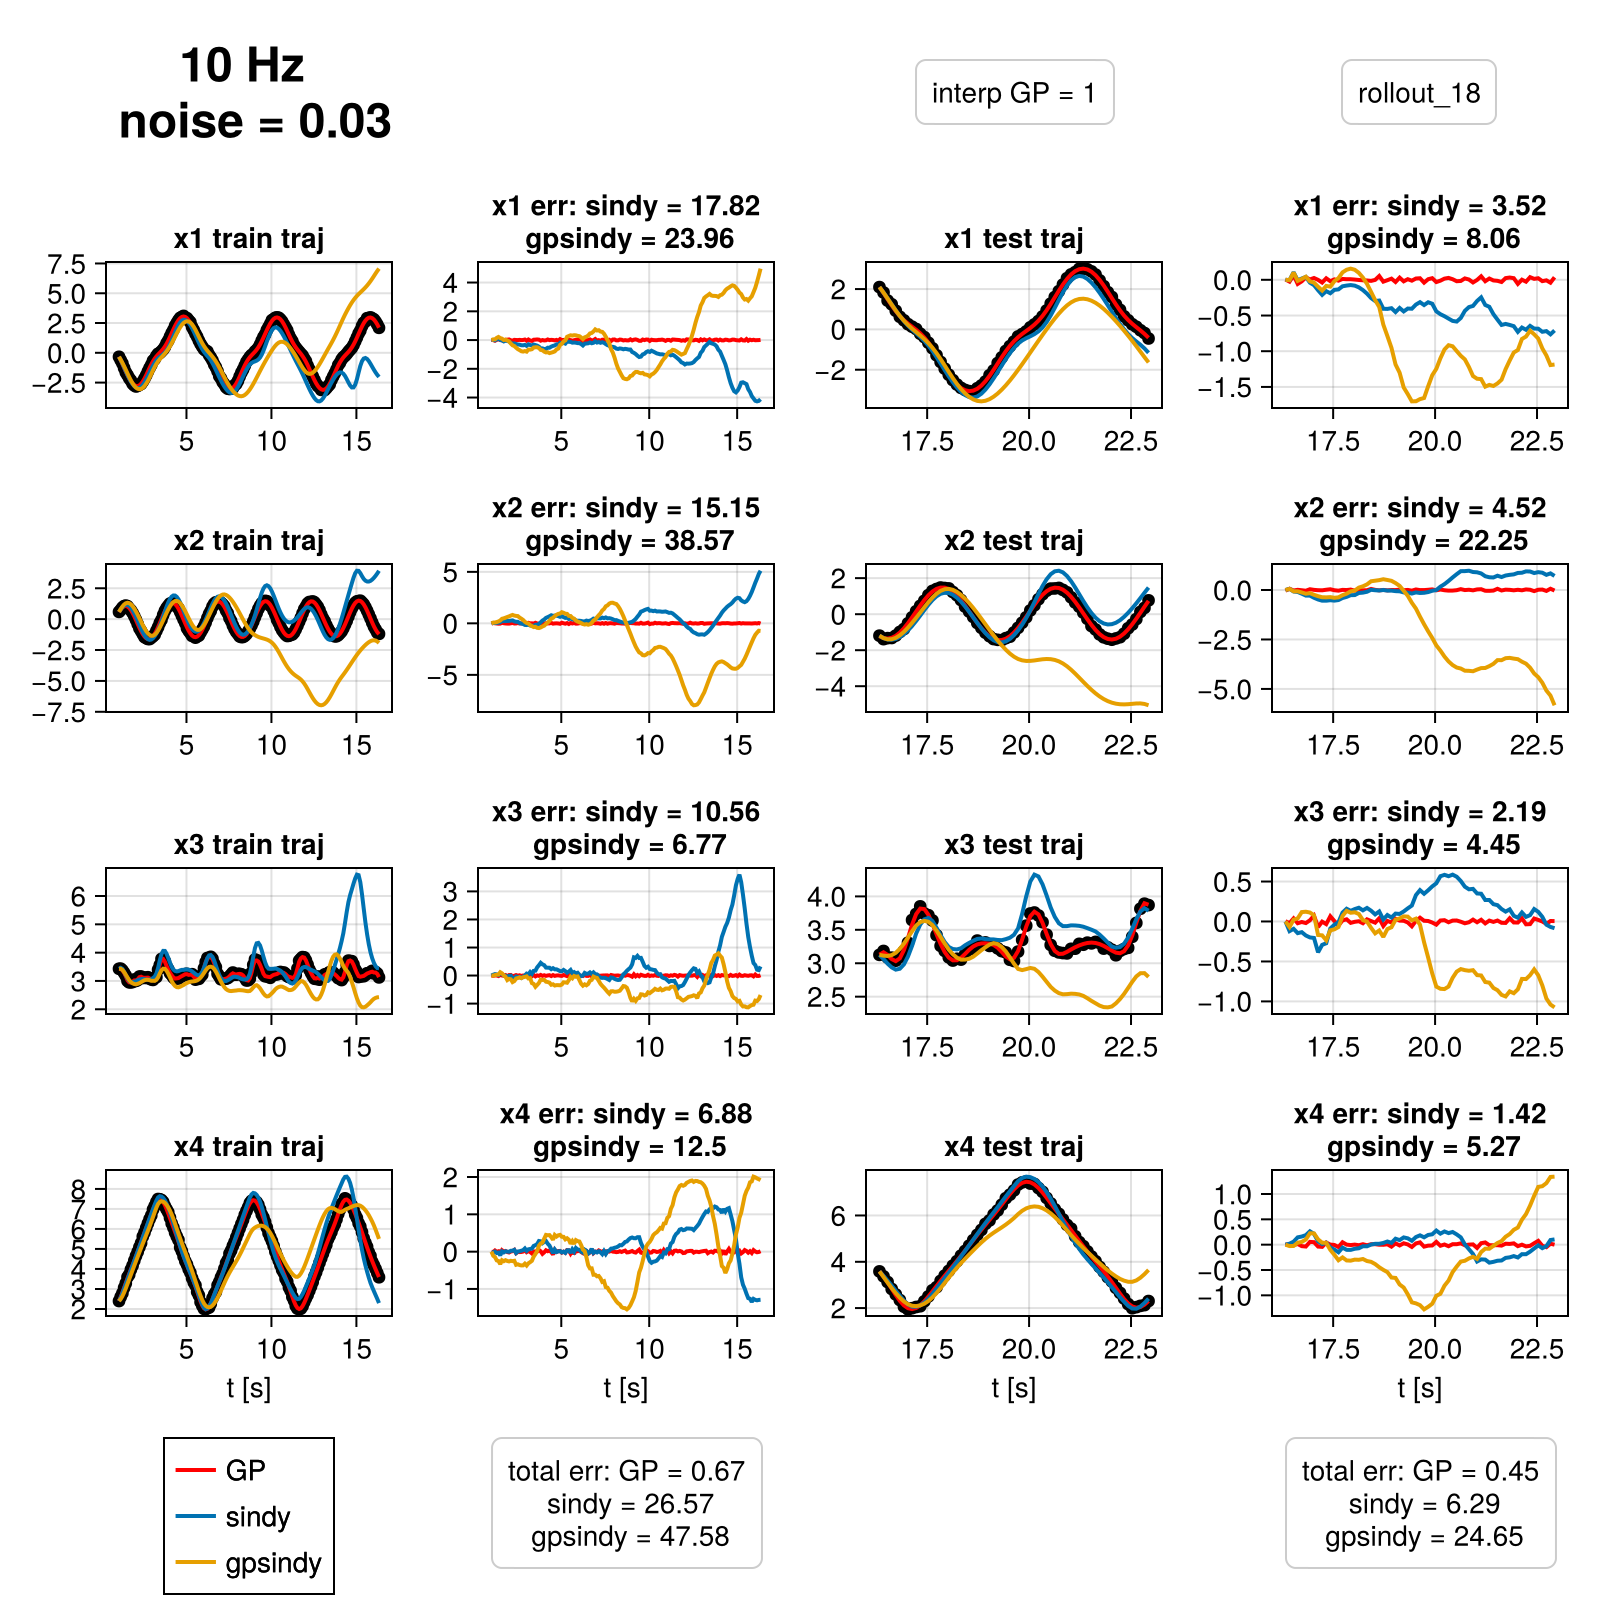 10 Hz
noise = 0.03
interp GP = 1
rollout_18
x1 train traj
7.5
5.0
2.5
0.0
−2.5
5
10
15
x1 err: sindy = 17.82
gpsindy = 23.96
4
2
0
−2
−4
5
10
15
x1 test traj
2
0
−2
17.5
20.0
22.5
x1 err: sindy = 3.52
gpsindy = 8.06
0.0
−0.5
−1.0
−1.5
17.5
20.0
22.5
x2 train traj
2.5
0.0
−2.5
−5.0
−7.5
5
10
15
x2 err: sindy = 15.15
gpsindy = 38.57
5
0
−5
5
10
15
x2 test traj
2
0
−2
−4
17.5
20.0
22.5
x2 err: sindy = 4.52
gpsindy = 22.25
0.0
−2.5
−5.0
17.5
20.0
22.5
x3 train traj
6
5
4
3
2
5
10
15
x3 err: sindy = 10.56
gpsindy = 6.77
3
2
1
0
−1
5
10
15
x3 test traj
4.0
3.5
3.0
2.5
17.5
20.0
22.5
x3 err: sindy = 2.19
gpsindy = 4.45
0.5
0.0
−0.5
−1.0
17.5
20.0
22.5
x4 train traj
8
7
6
5
4
3
2
5
10
15
t [s]
x4 err: sindy = 6.88
gpsindy = 12.5
2
1
0
−1
5
10
15
t [s]
x4 test traj
6
4
2
17.5
20.0
22.5
t [s]
x4 err: sindy = 1.42
gpsindy = 5.27
1.0
0.5
0.0
−0.5
−1.0
17.5
20.0
22.5
t [s]
GP
sindy
gpsindy
total err: GP = 0.67
sindy = 26.57
gpsindy = 47.58
total err: GP = 0.45
sindy = 6.29
gpsindy = 24.65